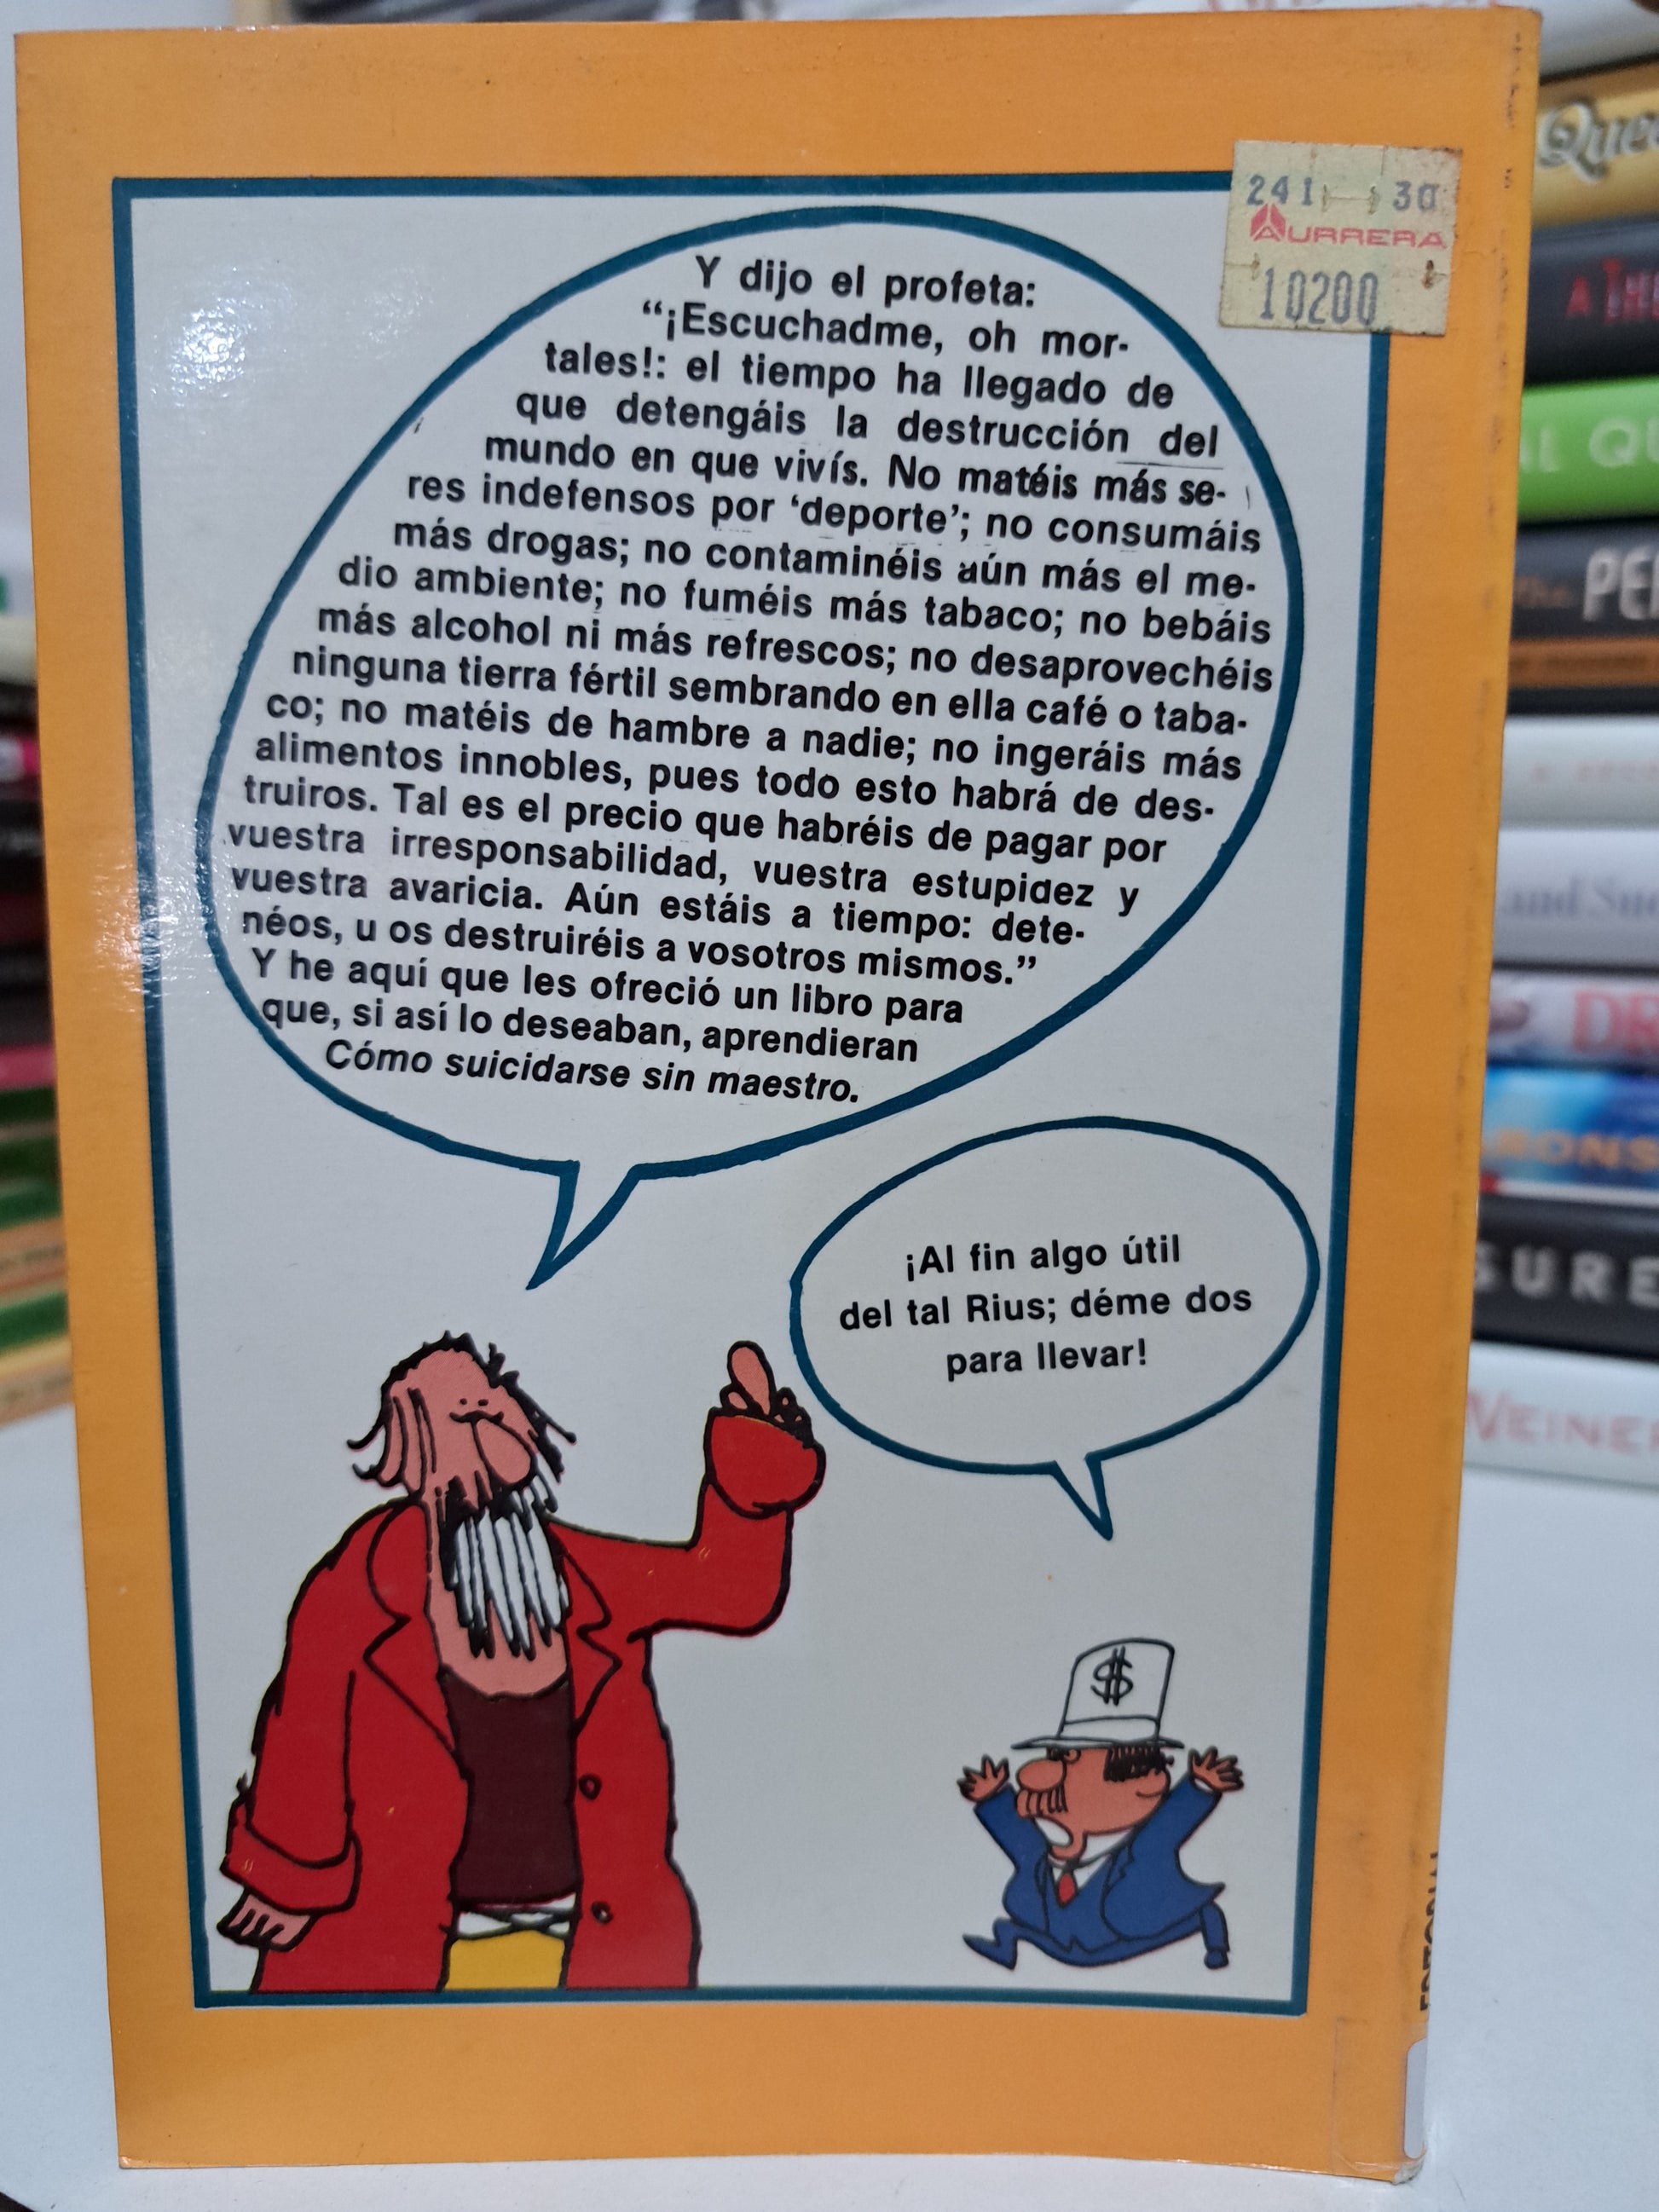 241 30
AURRERA
10200
Y dijo el profeta:
“¡Escuchadme, oh mor-
tales!: el tiempo ha llegado de
que detengáis la destrucción del
mundo en que vivís. No matéis más se-
res indefensos por ‘deporte’; no consumáis
más drogas; no contaminéis aún más el me-
dio ambiente; no fuméis más tabaco; no bebáis
más alcohol ni más refrescos; no desaprovechéis
ninguna tierra fértil sembrando en ella café o taba-
co; no matéis de hambre a nadie; no ingeráis más
alimentos innobles, pues todo esto habrá de des-
truiros. Tal es el precio que habréis de pagar por
vuestra irresponsabilidad, vuestra estupidez y
vuestra avaricia. Aún estáis a tiempo: dete-
néos, u os destruiréis a vosotros mismos.”
Y he aquí que les ofreció un libro para
que, si así lo deseaban, aprendieran
Cómo suicidarse sin maestro.
¡Al fin algo útil
del tal Rius; déme dos
para llevar!
$